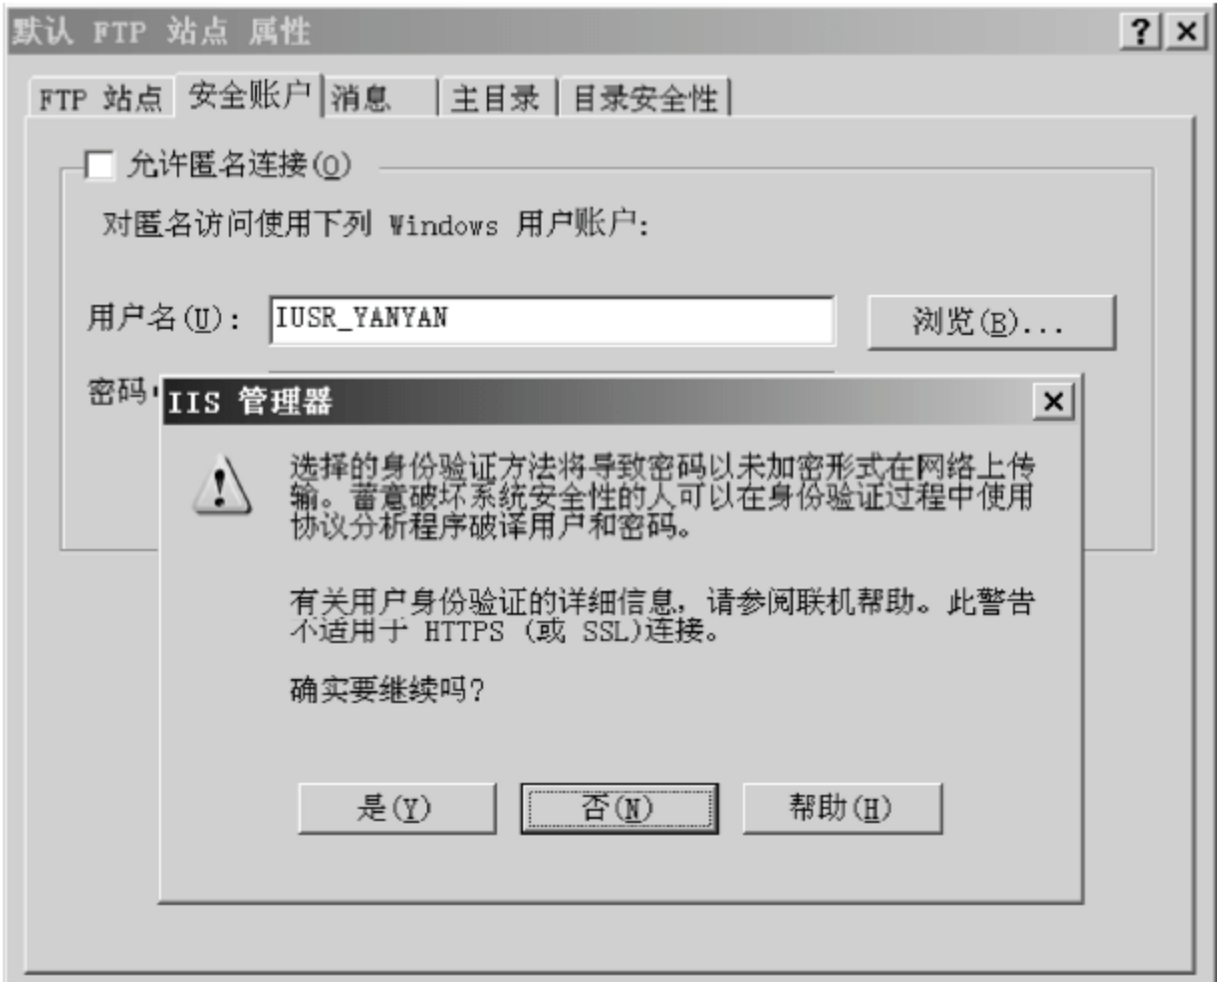 默认 FTP 站点 属性
FTP 站点 安全账户 消息 主目录 目录安全性
允许匿名连接(O)
对匿名访问使用下列 Windows 用户账户:
用户名(U): IUSR_YANYAN 浏览(B)...
密码
IIS 管理器
选择的身份验证方法将导致密码以未加密形式在网络上传
输。蓄意破坏系统安全性的人可以在身份验证过程中使用
协议分析程序破译用户和密码。
有关用户身份验证的详细信息，请参阅联机帮助。此警告
不适用于 HTTPS (或 SSL)连接。
确实要继续吗?
是(Y) 否(N) 帮助(H)